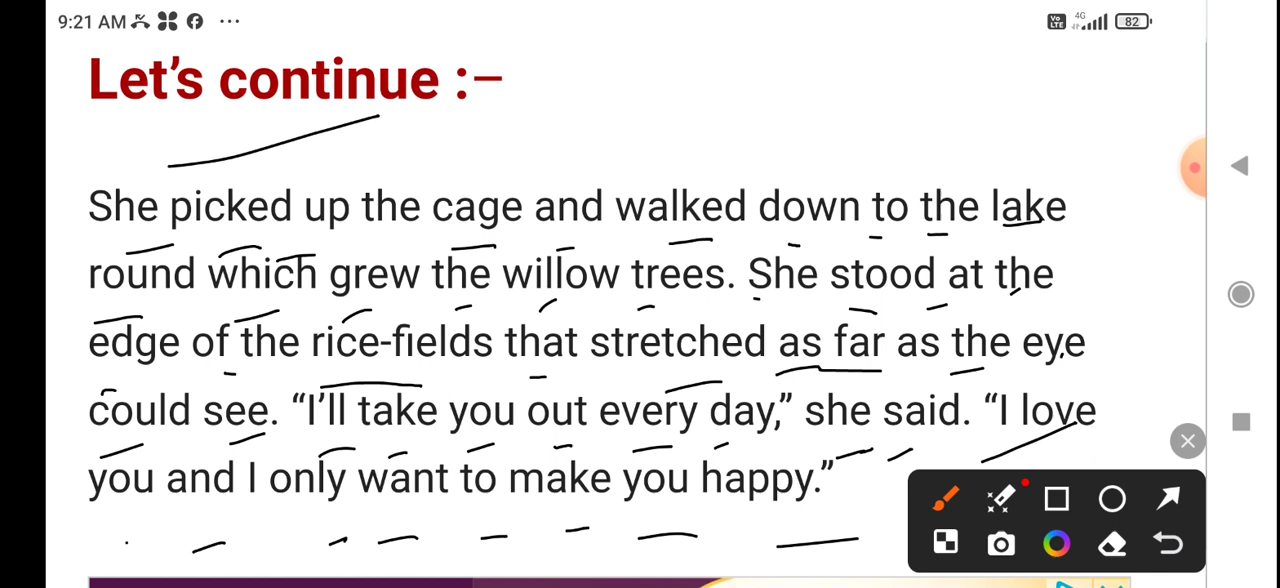 9:21 AM ... Vo LTE 4G 82
Let's continue :–
She picked up the cage and walked down to the lake
round which grew the willow trees. She stood at the
edge of the rice-fields that stretched as far as the eye
could see. “I’ll take you out every day,” she said. “I love
you and I only want to make you happy.”